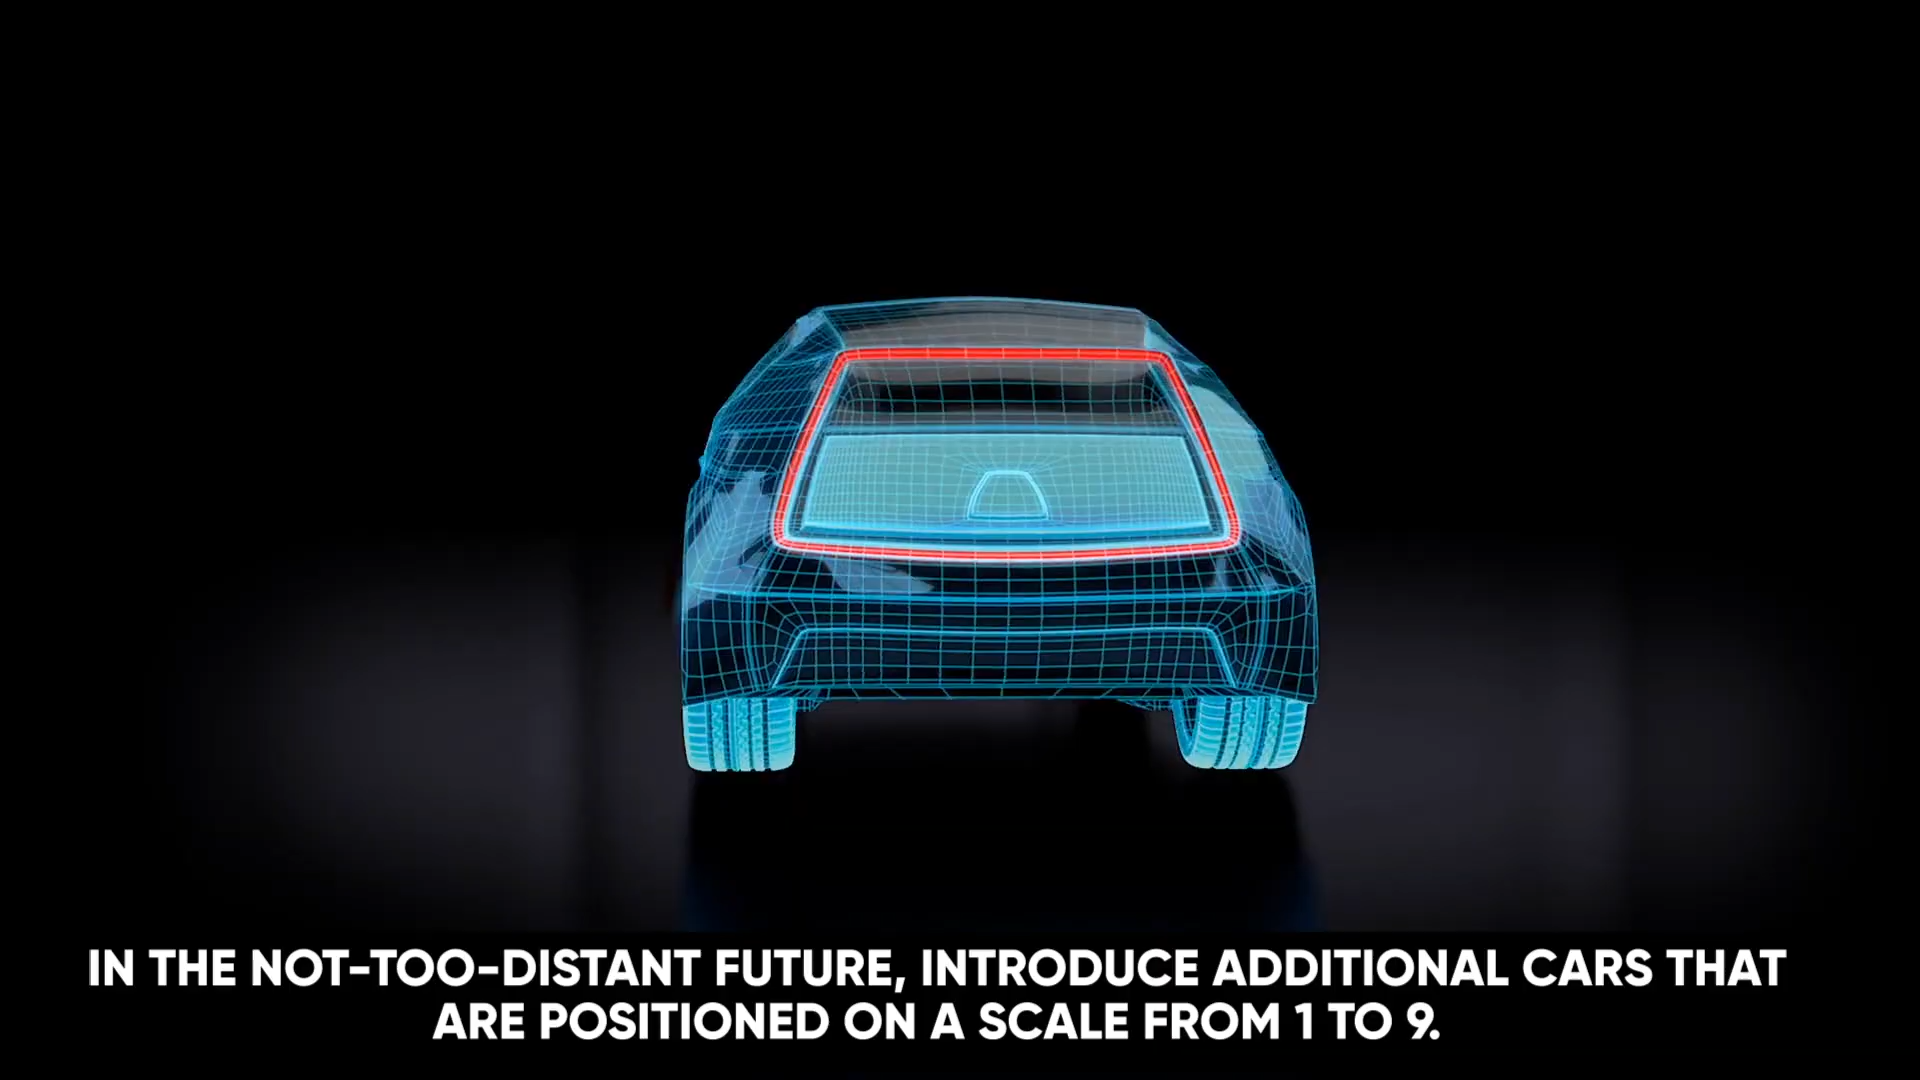 IN THE NOT-TOO-DISTANT FUTURE, INTRODUCE ADDITIONAL CARS THAT
ARE POSITIONED ON A SCALE FROM 1 TO 9.